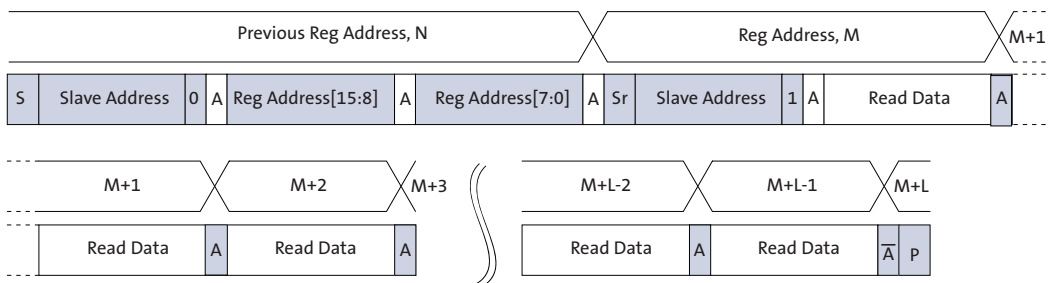 Previous Reg Address, N Reg Address, M M+1
S Slave Address 0 A Reg Address[15:8] A Reg Address[7:0] A Sr Slave Address 1 A Read Data A
M+1 M+2 M+3 M+L-2 M+L-1 M+L
Read Data A Read Data A Read Data A Read Data A̅ P